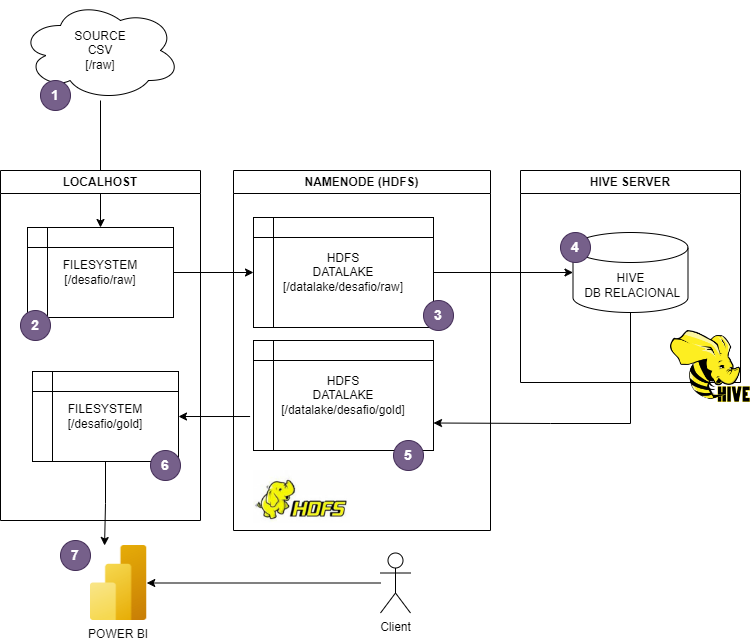 SOURCE
CSV
[/raw]
1
LOCALHOST
NAMENODE (HDFS)
HIVE SERVER
FILESYSTEM
[/desafio/raw]
2
HDFS
DATALAKE
[/datalake/desafio/raw]
3
4
HIVE
DB RELACIONAL
HIVE
HDFS
DATALAKE
[/datalake/desafio/gold]
5
FILESYSTEM
[/desafio/gold]
6
HDFS
7
POWER BI
Client